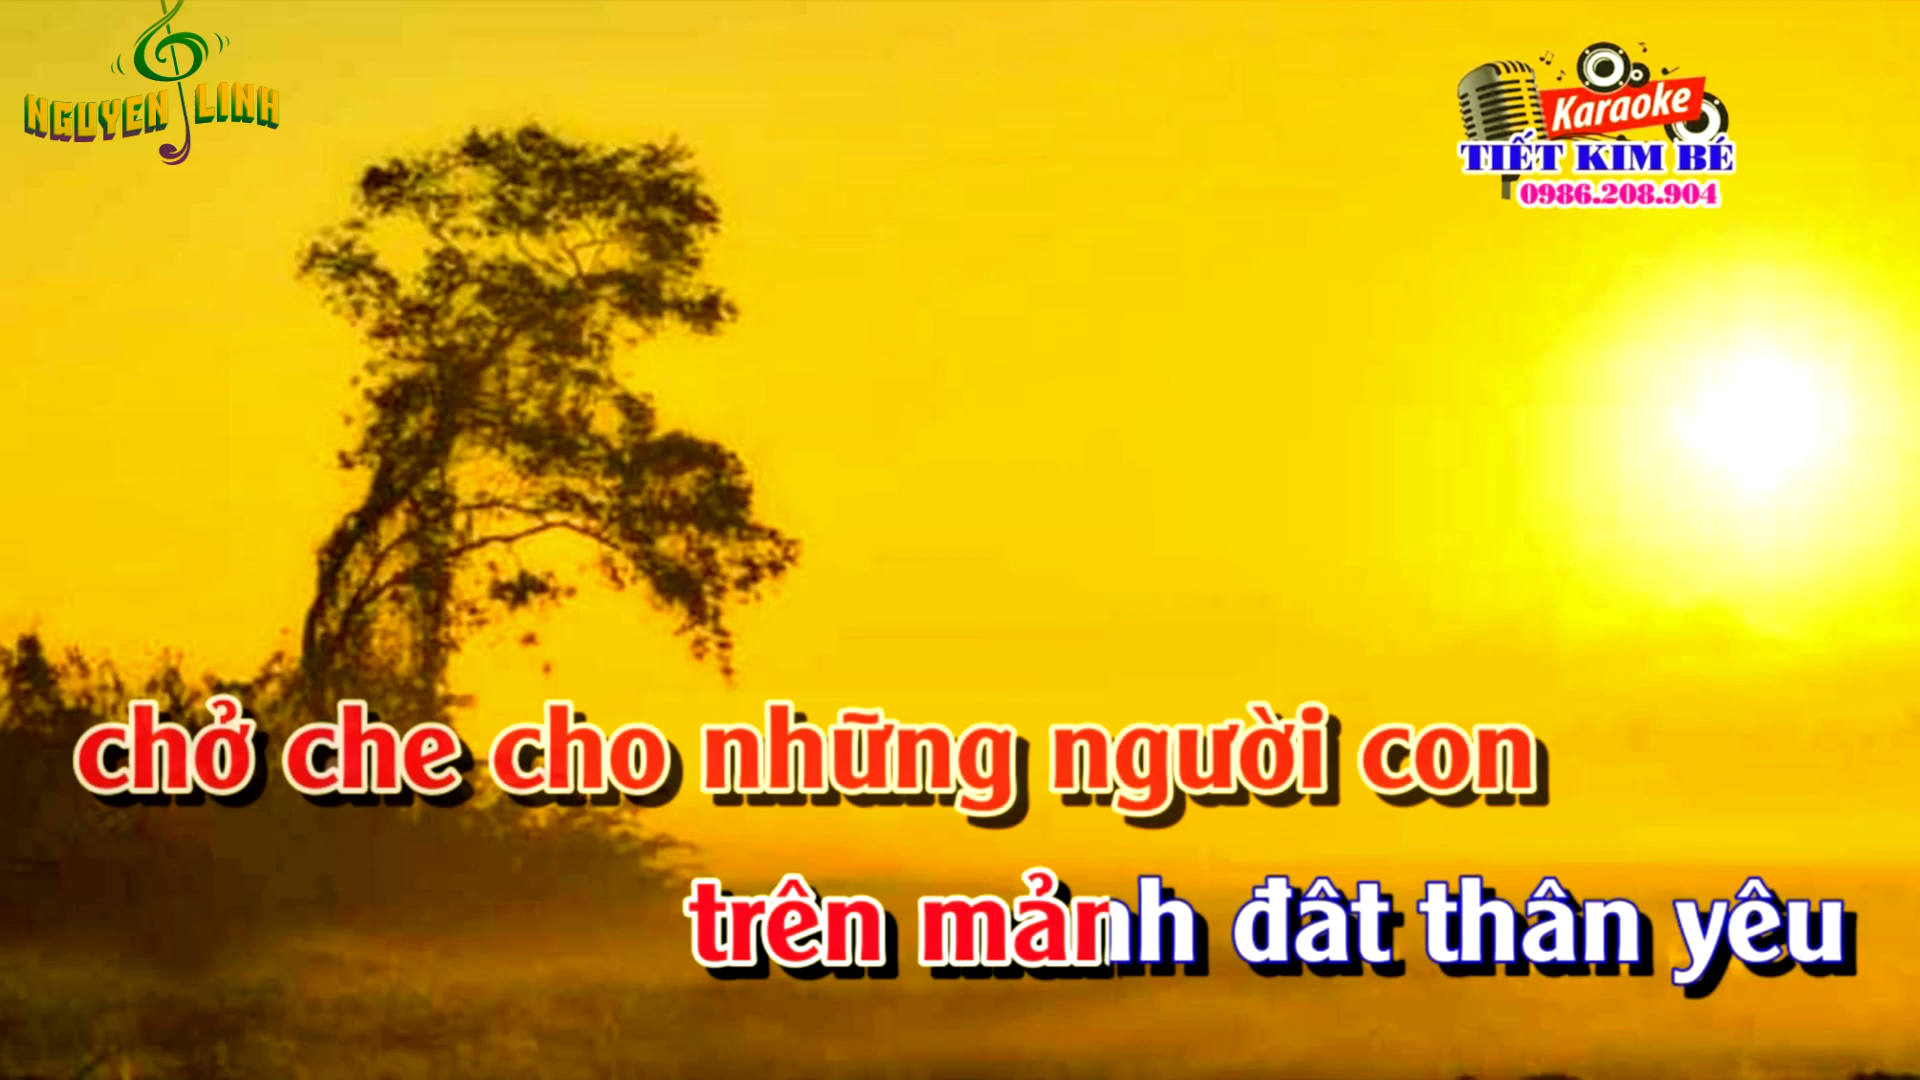 NGUYEN LINH
Karaoke
TIẾT KIM BÉ
0986.208.904
chở che cho những người con
trên mảnh đât thân yêu